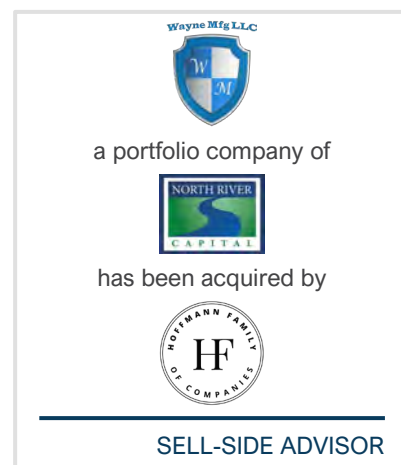 Wayne Mfg LLC
W
M
a portfolio company of
NORTH RIVER
CAPITAL
has been acquired by
HOFFMANN FAMILY
HF
OF COMPANIES
SELL-SIDE ADVISOR